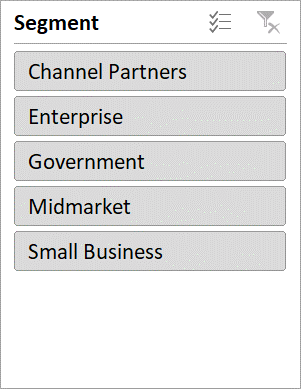 Segment
Channel Partners
Enterprise
Government
Midmarket
Small Business